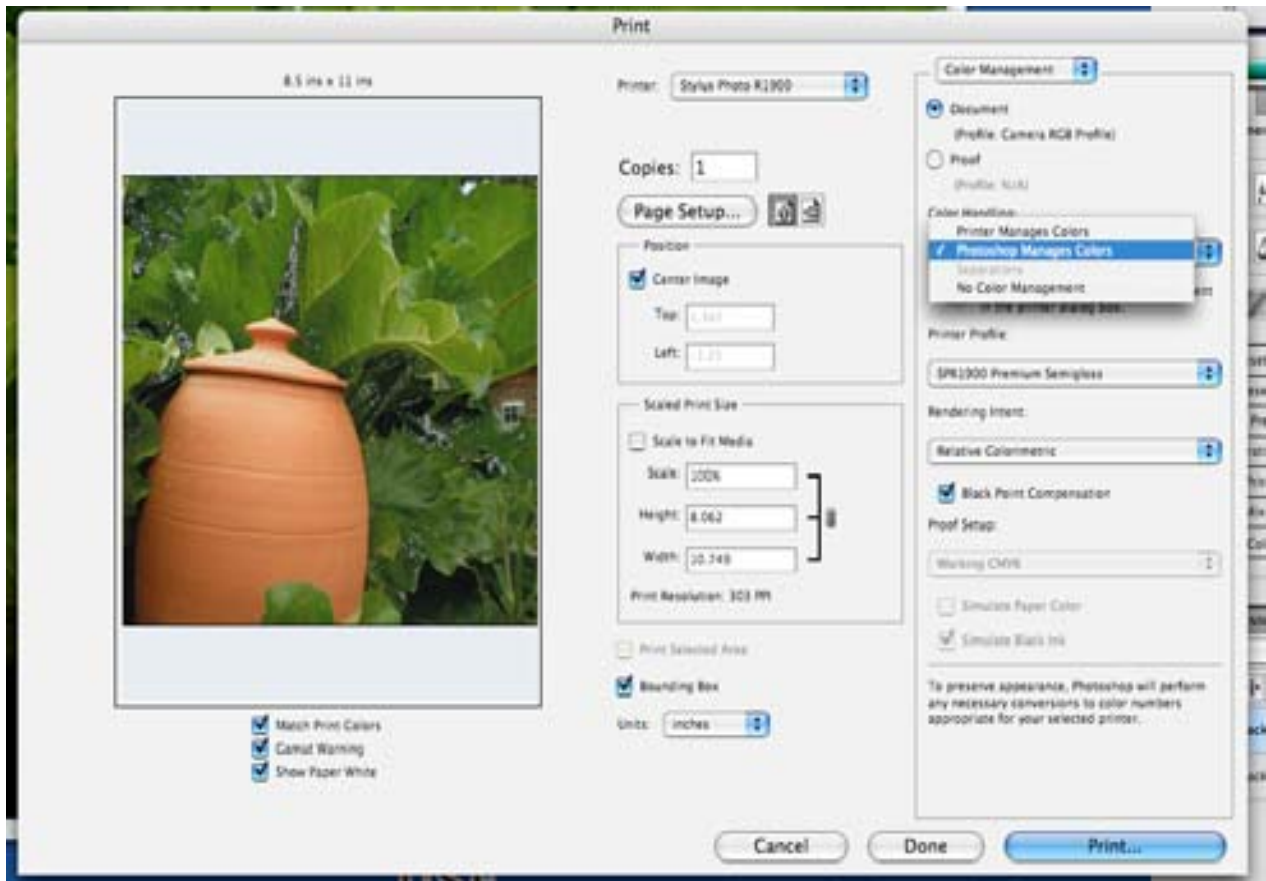 Print
8.5 ins x 11 ins
Match Print Colors
Gamut Warning
Show Paper White
Printer: Stylus Photo R1900
Copies: 1
Page Setup...
Position
Center Image
Top:
Left:
Scaled Print Size
Scale to Fit Media
Scale: 100%
Height: 8.062
Width: 10.749
Print Resolution: 303 PPI
Print Selected Area
Bounding Box
Units: inches
Color Management
Document
(Profile: Camera RGB Profile)
Proof
(Profile: N/A)
Color Handling:
Printer Manages Colors
✓ Photoshop Manages Colors
Separations
No Color Management
in the printer dialog box.
Printer Profile:
SPR1900 Premium Semigloss
Rendering Intent:
Relative Colorimetric
Black Point Compensation
Proof Setup:
Working CMYK
Simulate Paper Color
Simulate Black Ink
To preserve appearance, Photoshop will perform
any necessary conversions to color numbers
appropriate for your selected printer.
Cancel
Done
Print...